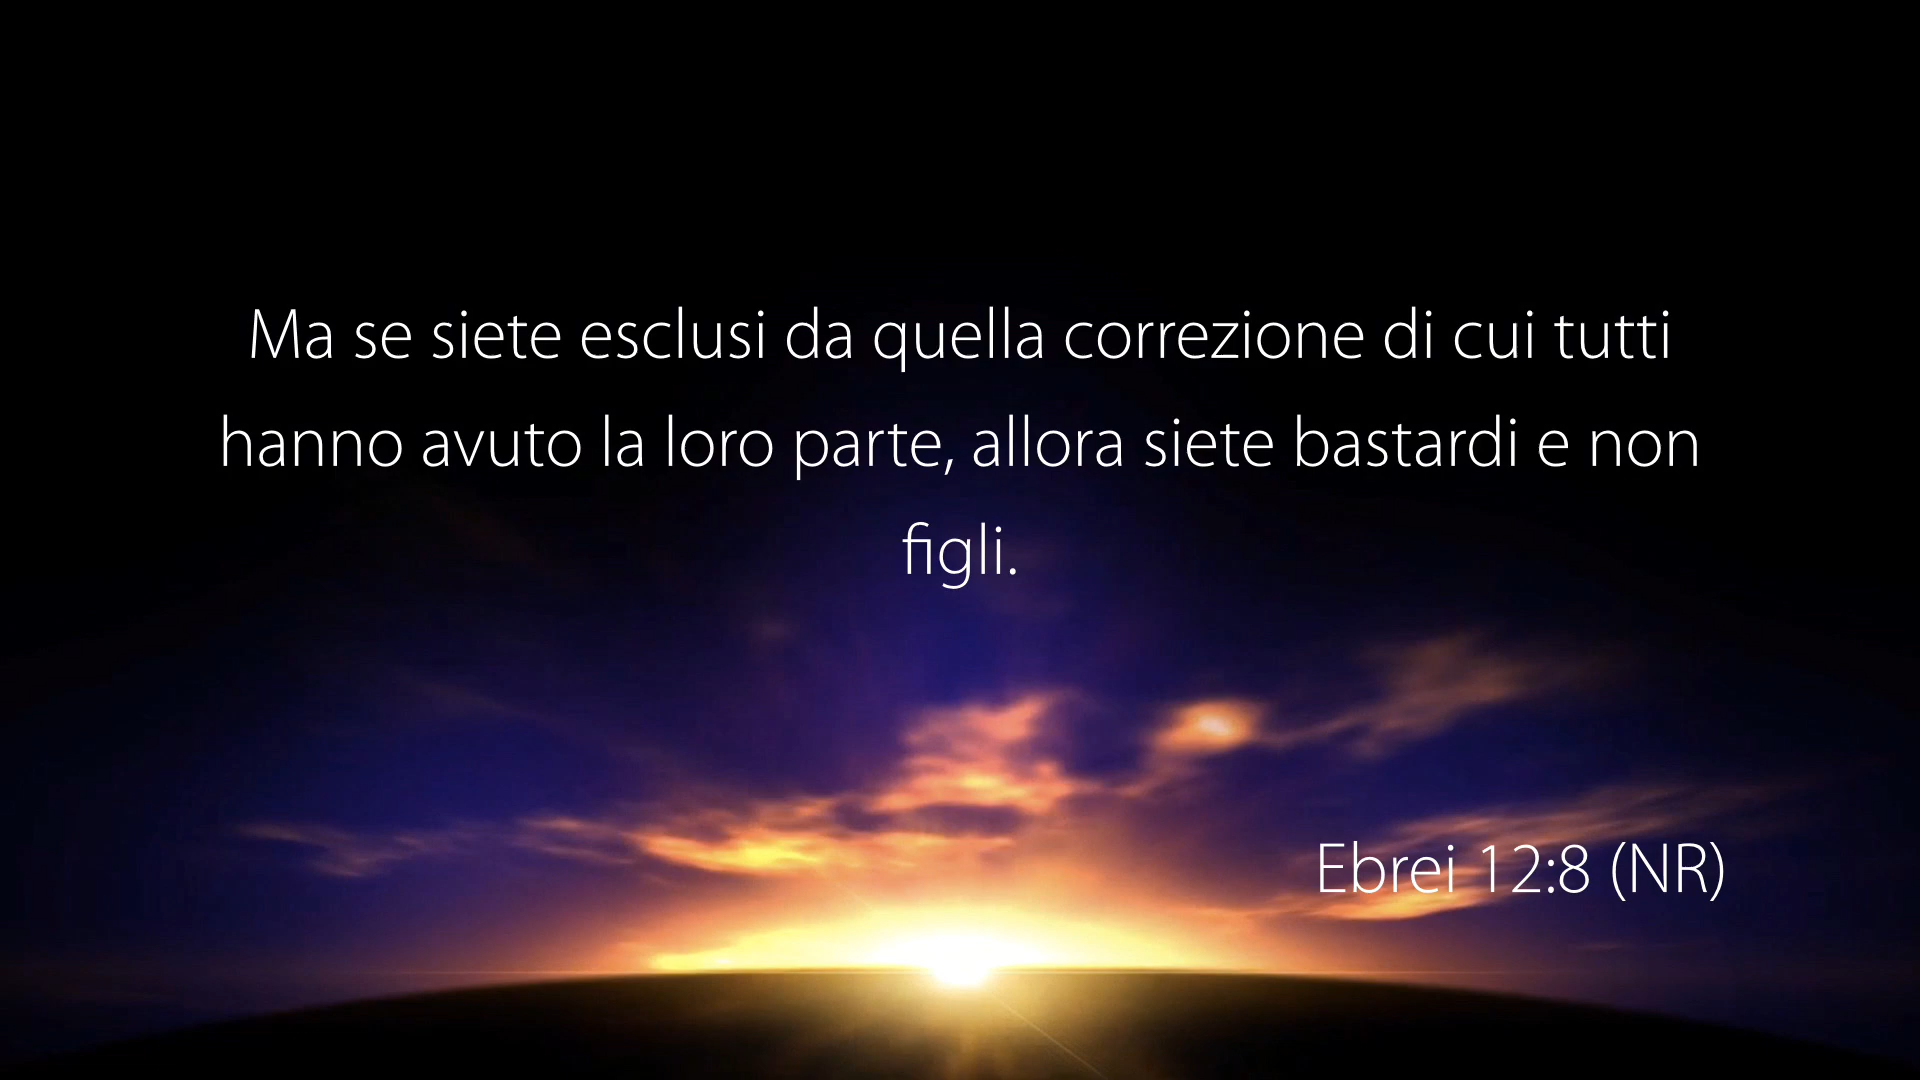 Ma se siete esclusi da quella correzione di cui tutti
hanno avuto la loro parte, allora siete bastardi e non
figli.
Ebrei 12:8 (NR)